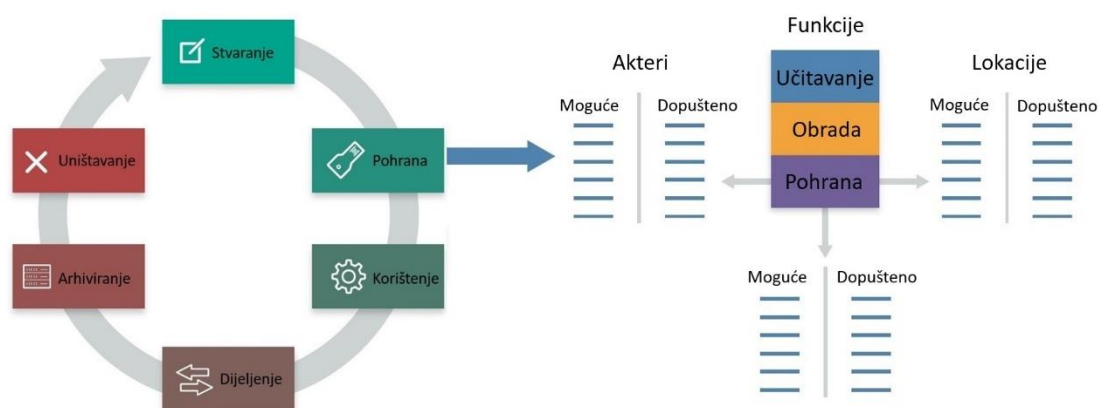 Stvaranje
Pohrana
Korištenje
Dijeljenje
Arhiviranje
Uništavanje
Funkcije
Akteri
Učitavanje
Lokacije
Moguće Dopušteno
Obrada
Moguće Dopušteno
Pohrana
Moguće Dopušteno